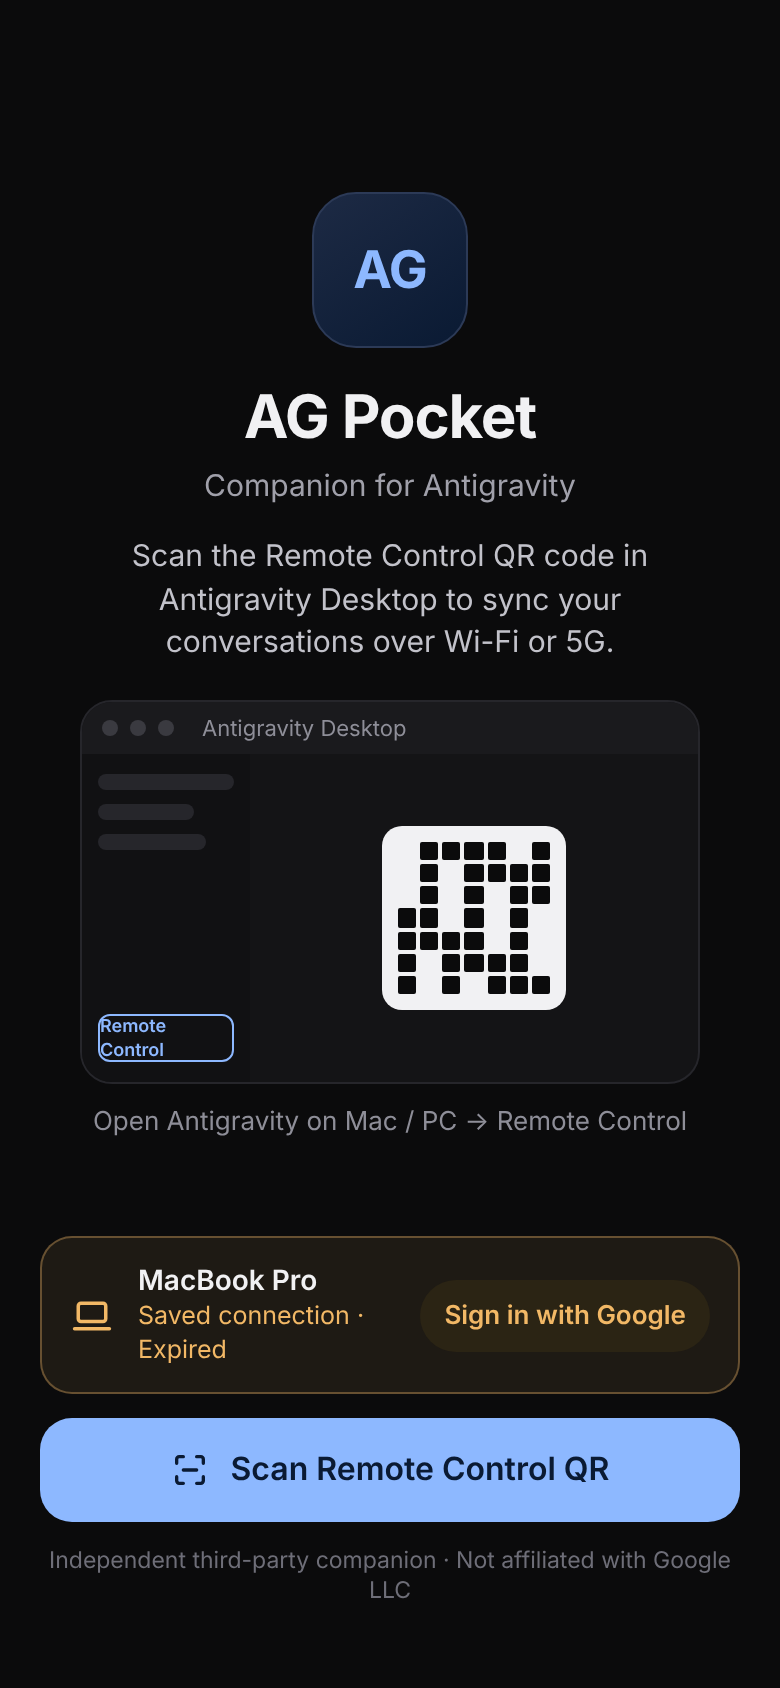 AG
AG Pocket
Companion for Antigravity
Scan the Remote Control QR code in
Antigravity Desktop to sync your
conversations over Wi-Fi or 5G.
Antigravity Desktop
Remote
Control
Open Antigravity on Mac / PC → Remote Control
MacBook Pro
Saved connection ·
Expired
Sign in with Google
Scan Remote Control QR
Independent third-party companion · Not affiliated with Google
LLC